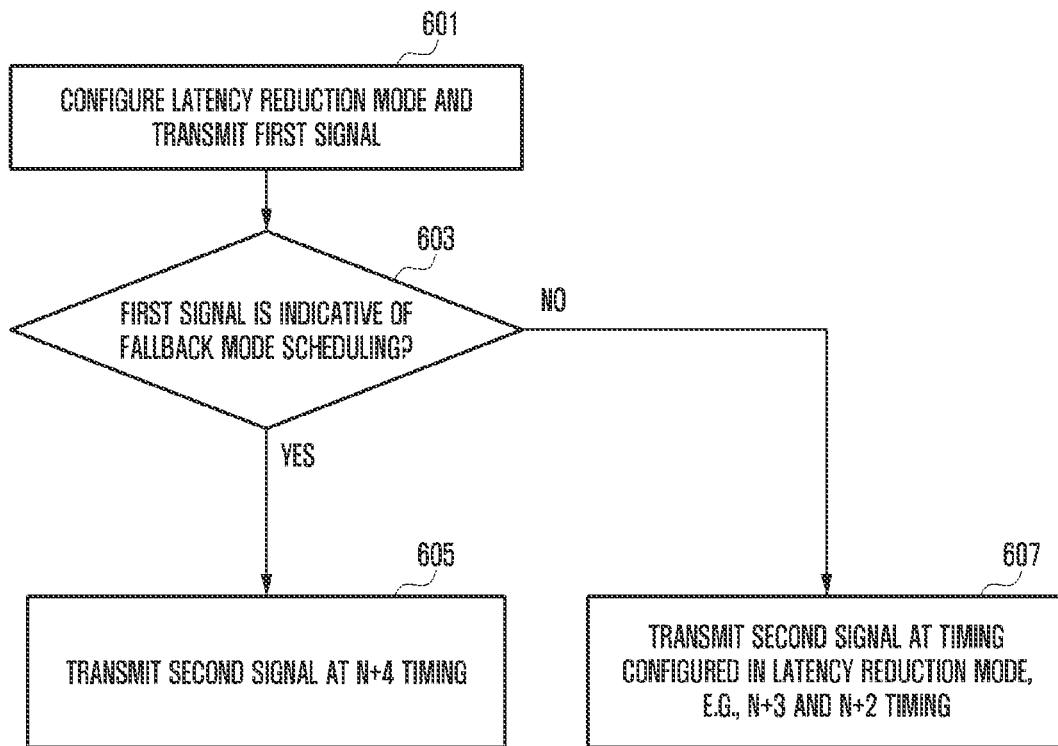 601
CONFIGURE LATENCY REDUCTION MODE AND
TRANSMIT FIRST SIGNAL
603
FIRST SIGNAL IS INDICATIVE OF
FALLBACK MODE SCHEDULING?
NO
YES
605
TRANSMIT SECOND SIGNAL AT N+4 TIMING
607
TRANSMIT SECOND SIGNAL AT TIMING
CONFIGURED IN LATENCY REDUCTION MODE,
E.G., N+3 AND N+2 TIMING